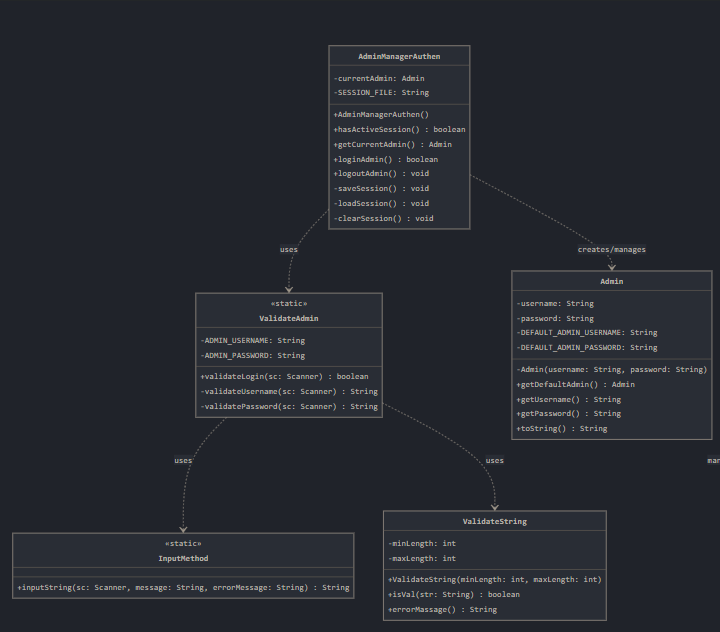 AdminManagerAuthen
-currentAdmin: Admin
-SESSION_FILE: String
+AdminManagerAuthen()
+hasActiveSession() : boolean
+getCurrentAdmin() : Admin
+loginAdmin() : boolean
+logoutAdmin() : void
-saveSession() : void
-loadSession() : void
-clearSession() : void
uses
creates/manages
«static»
ValidateAdmin
-ADMIN_USERNAME: String
-ADMIN_PASSWORD: String
+validateLogin(sc: Scanner) : boolean
-validateUsername(sc: Scanner) : String
-validatePassword(sc: Scanner) : String
Admin
-username: String
-password: String
-DEFAULT_ADMIN_USERNAME: String
-DEFAULT_ADMIN_PASSWORD: String
-Admin(username: String, password: String)
+getDefaultAdmin() : Admin
+getUsername() : String
+getPassword() : String
+toString() : String
uses
uses
«static»
InputMethod
+inputString(sc: Scanner, message: String, errorMessage: String) : String
ValidateString
-minLength: int
-maxLength: int
+ValidateString(minLength: int, maxLength: int)
+isVal(str: String) : boolean
+errorMassage() : String